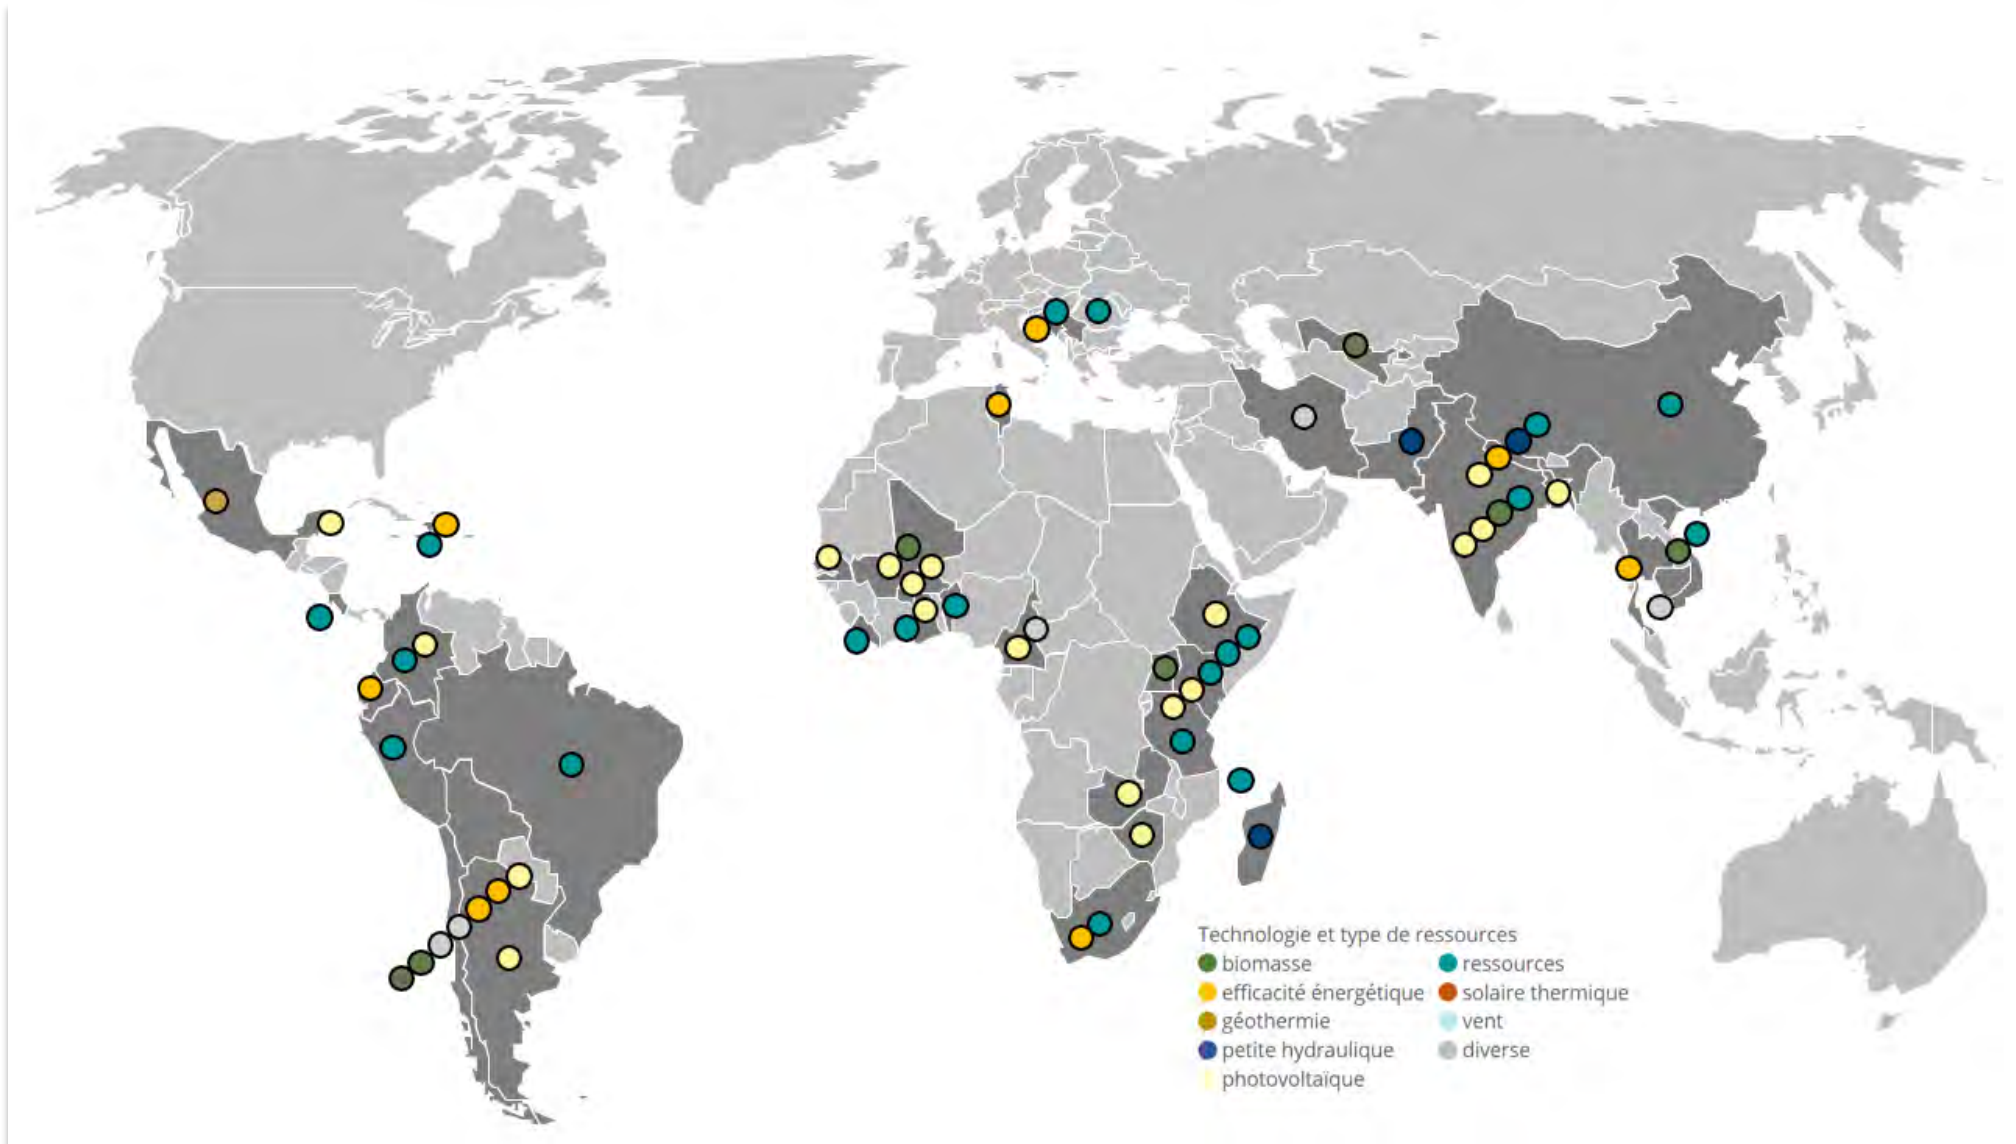 Technologie et type de ressources
biomasse
efficacité énergétique
géothermie
petite hydraulique
photovoltaïque
ressources
solaire thermique
vent
diverse